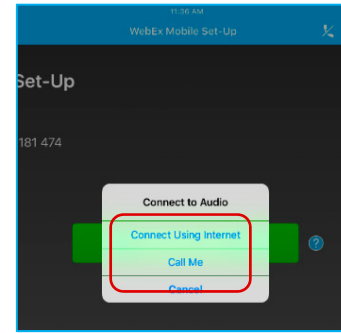 11:36 AM
WebEx Mobile Set-Up
Set-Up
181 474
Connect to Audio
Connect Using Internet
Call Me
Cancel
?